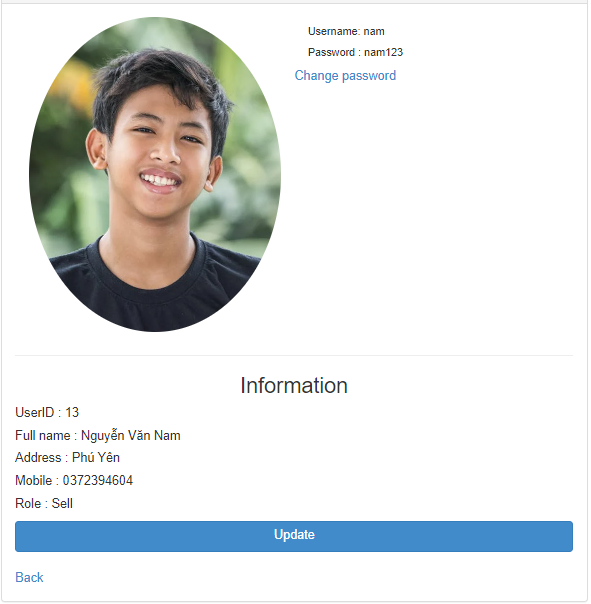 Username: nam
Password : nam123
Change password
Information
UserID : 13
Full name : Nguyễn Văn Nam
Address : Phú Yên
Mobile : 0372394604
Role : Sell
Update
Back